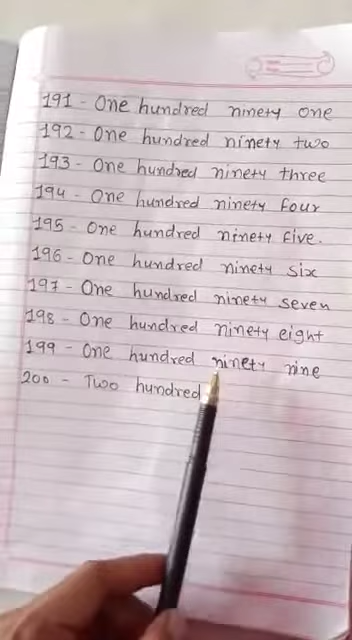 191 - One hundred ninety one
192 - One hundred ninety two
193 - One hundred ninety three
194 - One hundred ninety four
195 - One hundred ninety five.
196 - One hundred ninety six
197 - One hundred ninety seven
198 - One hundred ninety eight
199 - One hundred ninety nine
200 - Two hundred